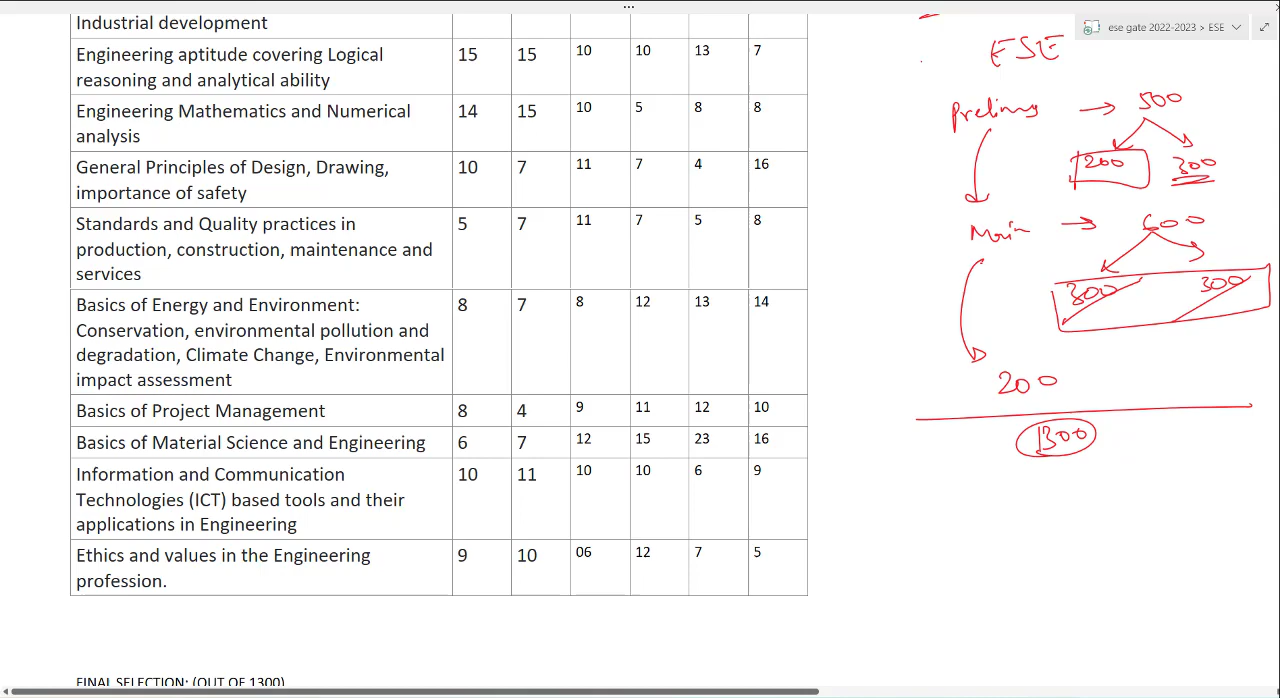 Industrial development
ese gate 2022-2023 > ESE
Engineering aptitude covering Logical
reasoning and analytical ability
15 15 10 10 13 7
Engineering Mathematics and Numerical
analysis
14 15 10 5 8 8
General Principles of Design, Drawing,
importance of safety
10 7 11 7 4 16
Standards and Quality practices in
production, construction, maintenance and
services
5 7 11 7 5 8
Basics of Energy and Environment:
Conservation, environmental pollution and
degradation, Climate Change, Environmental
impact assessment
8 7 8 12 13 14
Basics of Project Management 8 4 9 11 12 10
Basics of Material Science and Engineering 6 7 12 15 23 16
Information and Communication
Technologies (ICT) based tools and their
applications in Engineering
10 11 10 10 6 9
Ethics and values in the Engineering
profession.
9 10 06 12 7 5
FINAL SELECTION: (OUT OF 1300)
ESE
→ 500
200 300
Main → 600
300 300
200
1300